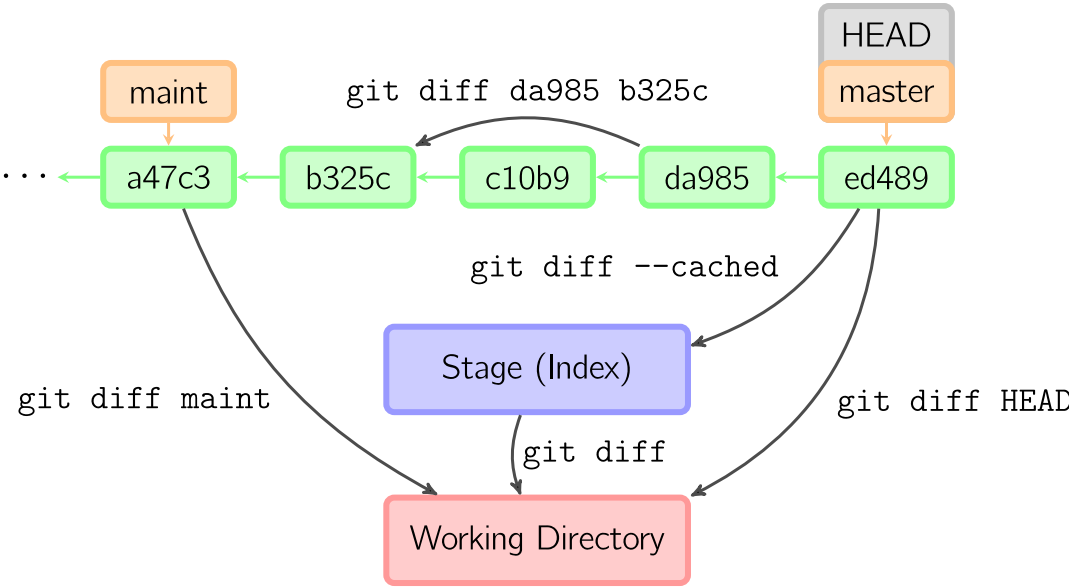 HEAD
maint
git diff da985 b325c
master
...
a47c3
b325c
c10b9
da985
ed489
git diff --cached
Stage (Index)
git diff maint
git diff HEAD
git diff
Working Directory